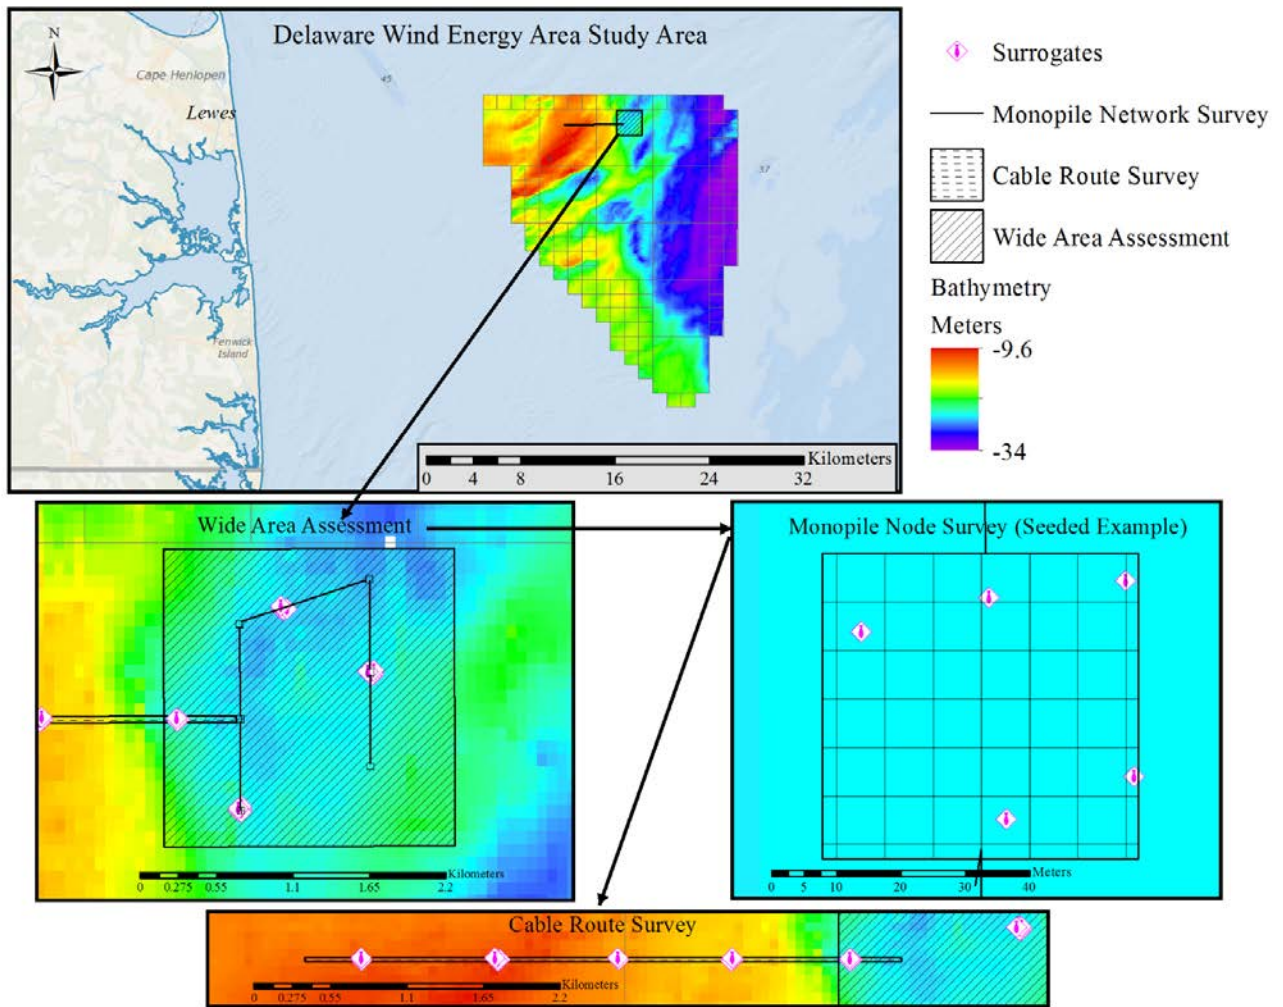 Delaware Wind Energy Area Study Area
N
Cape Henlopen
Lewes
45
37
Fenwick
Island
Kilometers
0 4 8 16 24 32
Surrogates
Monopile Network Survey
Cable Route Survey
Wide Area Assessment
Bathymetry
Meters
-9.6
-34
Wide Area Assessment
Kilometers
0 0.275 0.55 1.1 1.65 2.2
Monopile Node Survey (Seeded Example)
Meters
0 5 10 20 30 40
Cable Route Survey
Kilometers
0 0.275 0.55 1.1 1.65 2.2